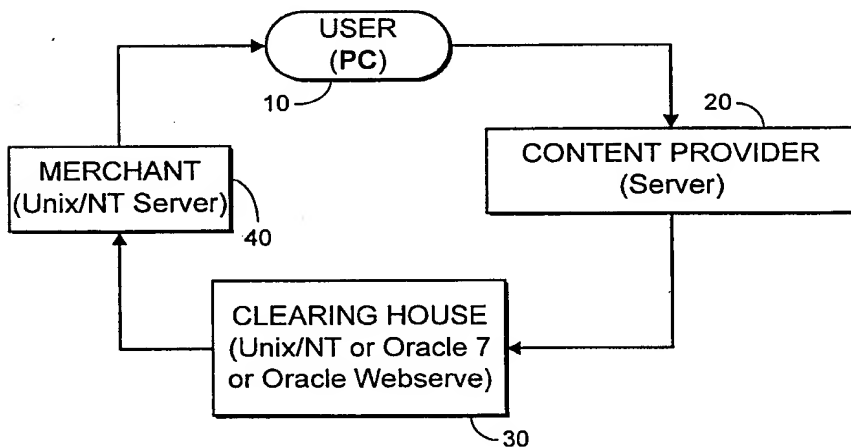 USER
(PC)
10
20
CONTENT PROVIDER
(Server)
MERCHANT
(Unix/NT Server)
40
CLEARING HOUSE
(Unix/NT or Oracle 7
or Oracle Webserve)
30